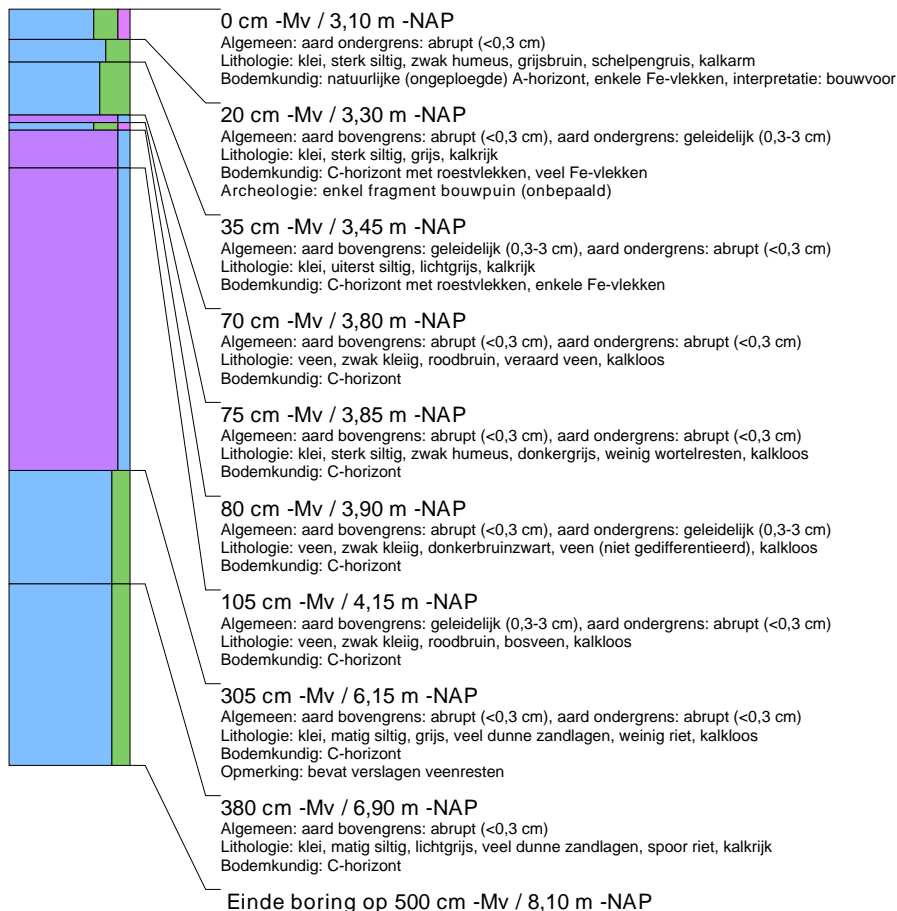 0 cm -Mv / 3,10 m -NAP
Algemeen: aard ondergrens: abrupt (<0,3 cm)
Lithologie: klei, sterk siltig, zwak humeus, grijsbruin, schelpengruis, kalkarm
Bodemkundig: natuurlijke (ongeploegde) A-horizont, enkele Fe-vlekken, interpretatie: bouwvoor
20 cm -Mv / 3,30 m -NAP
Algemeen: aard bovengrens: abrupt (<0,3 cm), aard ondergrens: geleidelijk (0,3-3 cm)
Lithologie: klei, sterk siltig, grijs, kalkrijk
Bodemkundig: C-horizont met roestvlekken, veel Fe-vlekken
Archeologie: enkel fragment bouwpuin (onbepaald)
35 cm -Mv / 3,45 m -NAP
Algemeen: aard bovengrens: geleidelijk (0,3-3 cm), aard ondergrens: abrupt (<0,3 cm)
Lithologie: klei, uiterst siltig, lichtgrijs, kalkrijk
Bodemkundig: C-horizont met roestvlekken, enkele Fe-vlekken
70 cm -Mv / 3,80 m -NAP
Algemeen: aard bovengrens: abrupt (<0,3 cm), aard ondergrens: abrupt (<0,3 cm)
Lithologie: veen, zwak kleiig, roodbruin, veraard veen, kalkloos
Bodemkundig: C-horizont
75 cm -Mv / 3,85 m -NAP
Algemeen: aard bovengrens: abrupt (<0,3 cm), aard ondergrens: abrupt (<0,3 cm)
Lithologie: klei, sterk siltig, zwak humeus, donkergrijs, weinig wortelresten, kalkloos
Bodemkundig: C-horizont
80 cm -Mv / 3,90 m -NAP
Algemeen: aard bovengrens: abrupt (<0,3 cm), aard ondergrens: geleidelijk (0,3-3 cm)
Lithologie: veen, zwak kleiig, donkerbruinzwart, veen (niet gedifferentieerd), kalkloos
Bodemkundig: C-horizont
105 cm -Mv / 4,15 m -NAP
Algemeen: aard bovengrens: geleidelijk (0,3-3 cm), aard ondergrens: abrupt (<0,3 cm)
Lithologie: veen, zwak kleiig, roodbruin, bosveen, kalkloos
Bodemkundig: C-horizont
305 cm -Mv / 6,15 m -NAP
Algemeen: aard bovengrens: abrupt (<0,3 cm), aard ondergrens: abrupt (<0,3 cm)
Lithologie: klei, matig siltig, grijs, veel dunne zandlagen, weinig riet, kalkloos
Bodemkundig: C-horizont
Opmerking: bevat verslagen veenresten
380 cm -Mv / 6,90 m -NAP
Algemeen: aard bovengrens: abrupt (<0,3 cm)
Lithologie: klei, matig siltig, lichtgrijs, veel dunne zandlagen, spoor riet, kalkrijk
Bodemkundig: C-horizont
Einde boring op 500 cm -Mv / 8,10 m -NAP